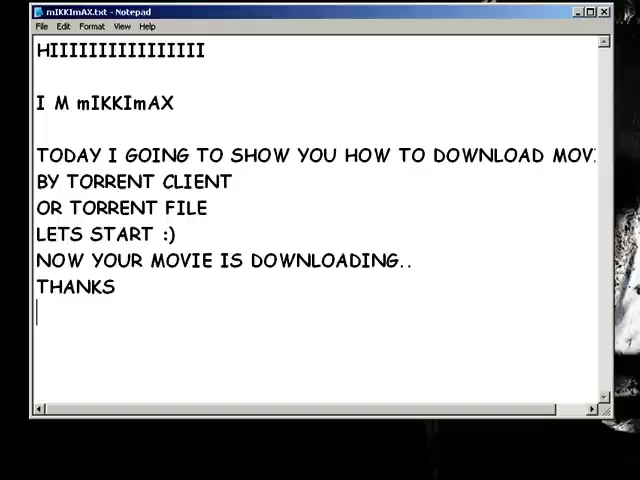 mIKKImAX.txt - Notepad
File Edit Format View Help
HIIIIIIIIIIIIIIII
I M mIKKImAX
TODAY I GOING TO SHOW YOU HOW TO DOWNLOAD MOV
BY TORRENT CLIENT
OR TORRENT FILE
LETS START :)
NOW YOUR MOVIE IS DOWNLOADING..
THANKS